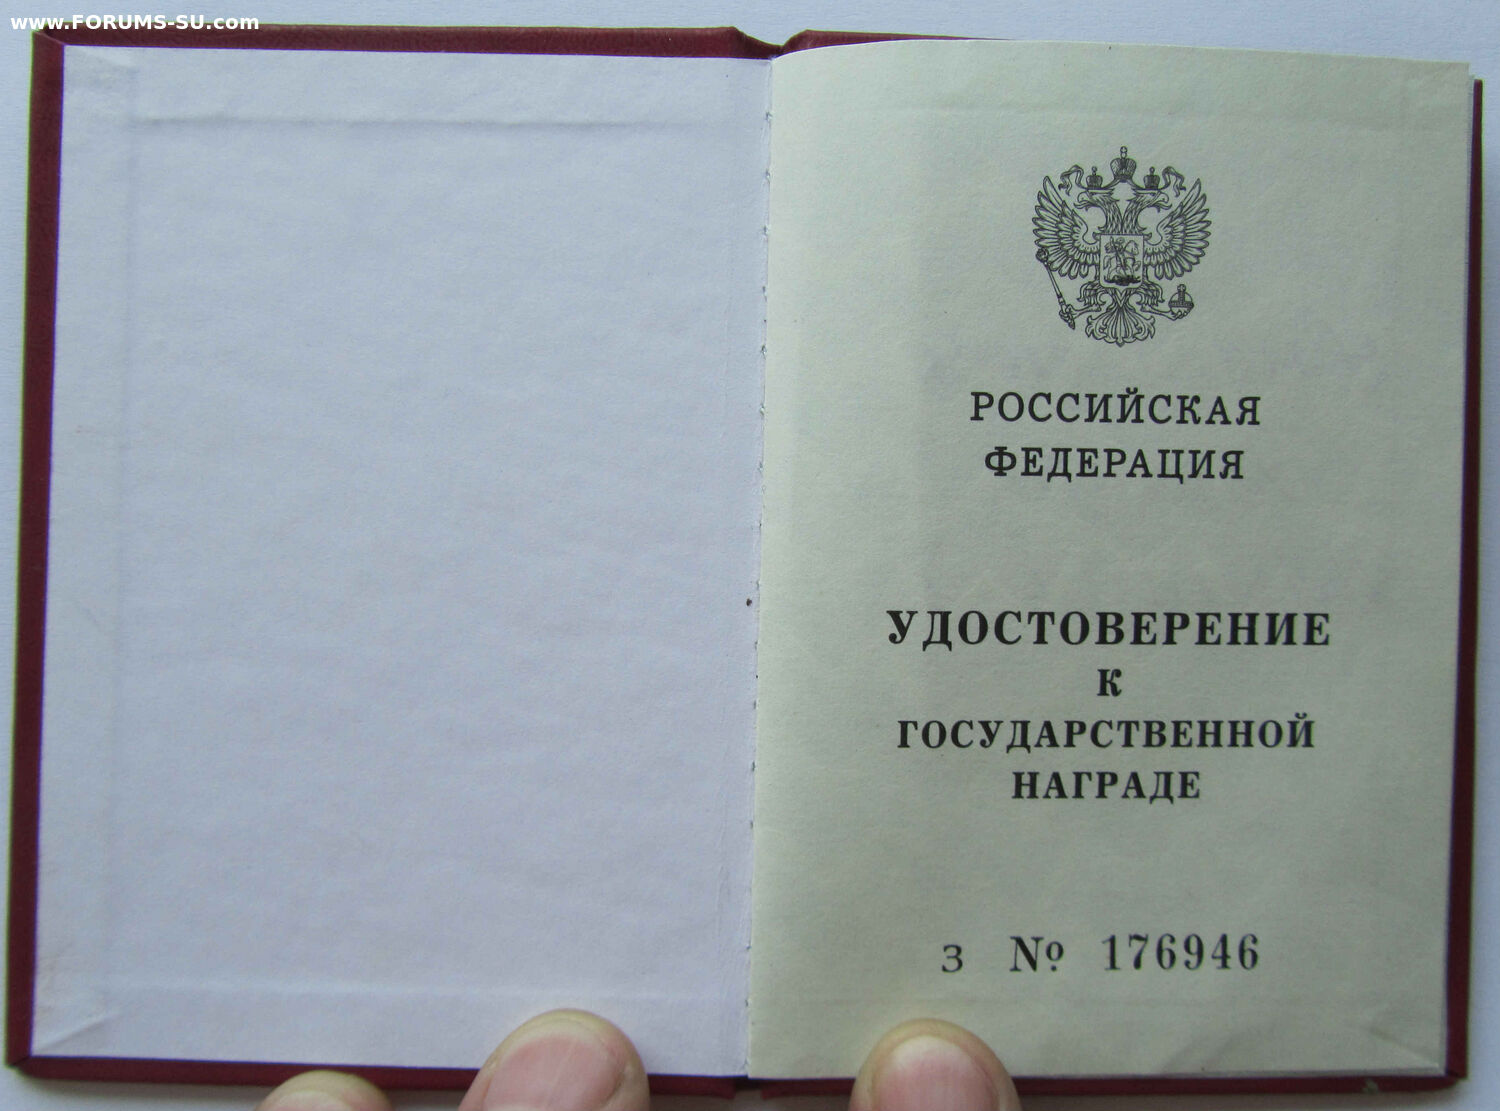 www.FORUMS-SU.com
РОССИЙСКАЯ
ФЕДЕРАЦИЯ
УДОСТОВЕРЕНИЕ
К
ГОСУДАРСТВЕННОЙ
НАГРАДЕ
З № 176946